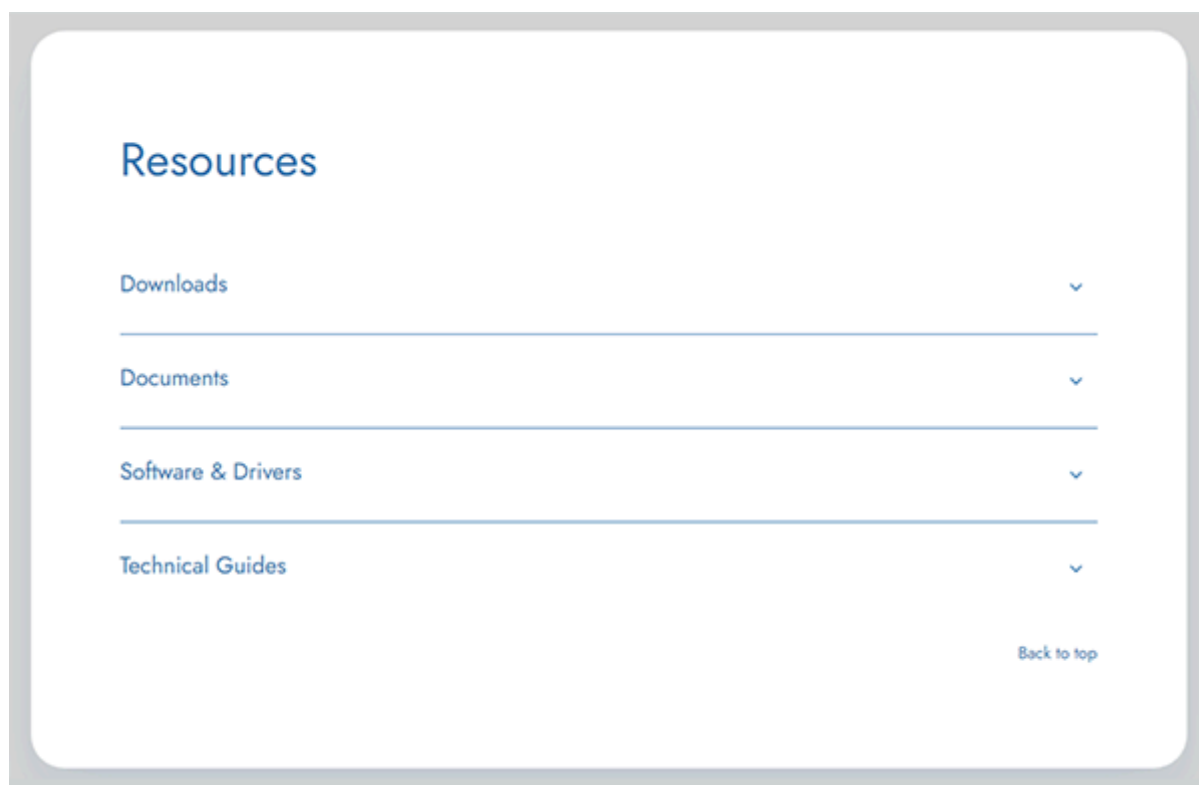 Resources
Downloads
Documents
Software & Drivers
Technical Guides
Back to top